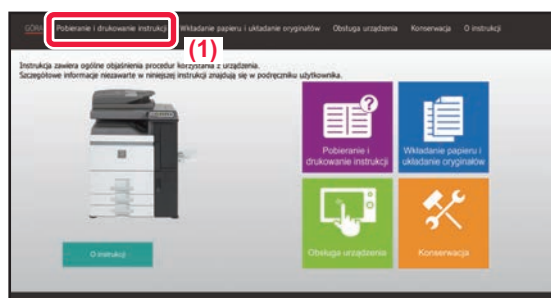 GÓRA Pobieranie i drukowanie instrukcji Wkładanie papieru i układanie oryginałów Obsługa urządzenia Konserwacja O instrukcji
(1)
Instrukcja zawiera ogólne objaśnienia procedur korzystania z urządzenia.
Szczegółowe informacje niezawarte w niniejszej instrukcji znajdują się w podręczniku użytkownika.
Pobieranie i
drukowanie instrukcji
Wkładanie papieru i
układanie oryginałów
O instrukcji
Obsługa urządzenia
Konserwacja